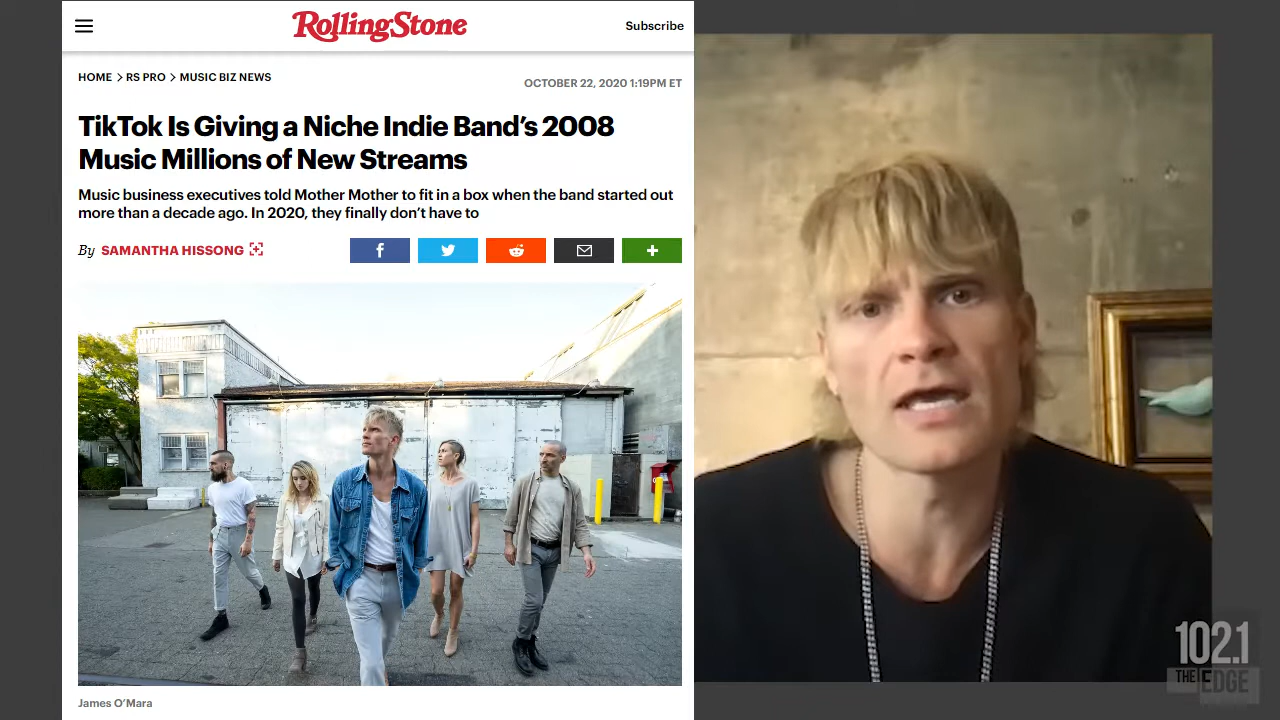 RollingStone
Subscribe
HOME > RS PRO > MUSIC BIZ NEWS
OCTOBER 22, 2020 1:19PM ET
TikTok Is Giving a Niche Indie Band's 2008
Music Millions of New Streams
Music business executives told Mother Mother to fit in a box when the band started out
more than a decade ago. In 2020, they finally don't have to
By SAMANTHA HISSONG
James O'Mara
102.1
THE EDGE